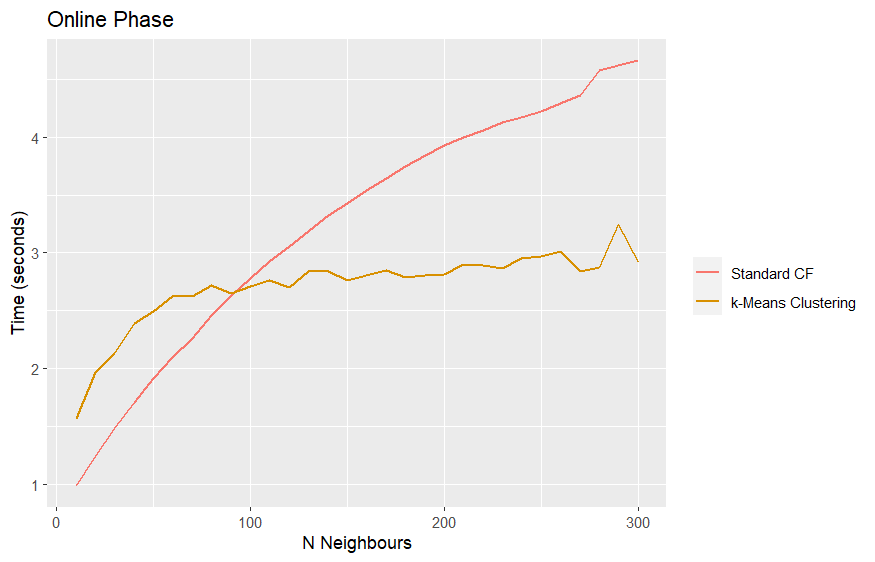 Online Phase
4
3
2
1
Time (seconds)
0
100
200
300
N Neighbours
Standard CF
k-Means Clustering